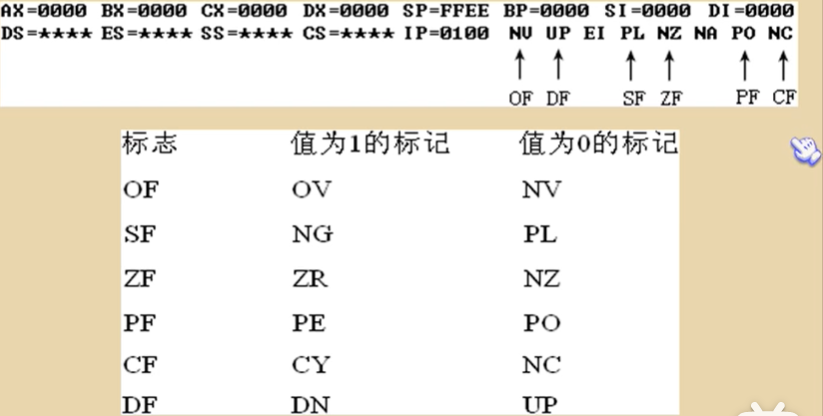 AX=0000 BX=0000 CX=0000 DX=0000 SP=FFEE BP=0000 SI=0000 DI=0000
DS=**** ES=**** SS=**** CS=**** IP=0100 NV UP EI PL NZ NA PO NC
OF DF SF ZF PF CF
标志 值为1的标记 值为0的标记
OF OV NV
SF NG PL
ZF ZR NZ
PF PE PO
CF CY NC
DF DN UP